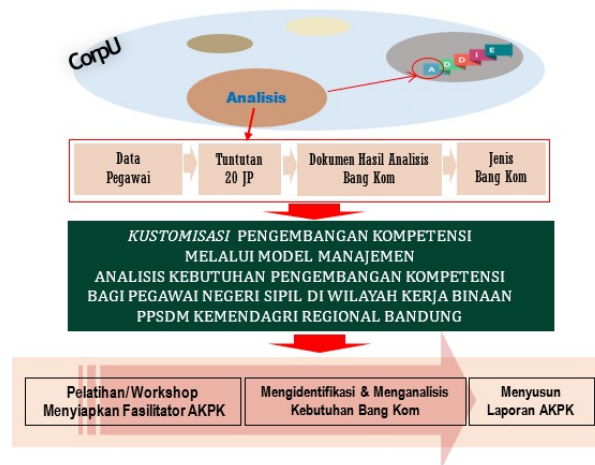 CorpU
A D D I E
Analisis
Data
Pegawai
Tuntutan
20 JP
Dokumen Hasil Analisis
Bang Kom
Jenis
Bang Kom
KUSTOMISASI PENGEMBANGAN KOMPETENSI
MELALUI MODEL MANAJEMEN
ANALISIS KEBUTUHAN PENGEMBANGAN KOMPETENSI
BAGI PEGAWAI NEGERI SIPIL DI WILAYAH KERJA BINAAN
PPSDM KEMENDAGRI REGIONAL BANDUNG
Pelatihan/Workshop
Menyiapkan Fasilitator AKPK
Mengidentifikasi & Menganalisis
Kebutuhan Bang Kom
Menyusun
Laporan AKPK